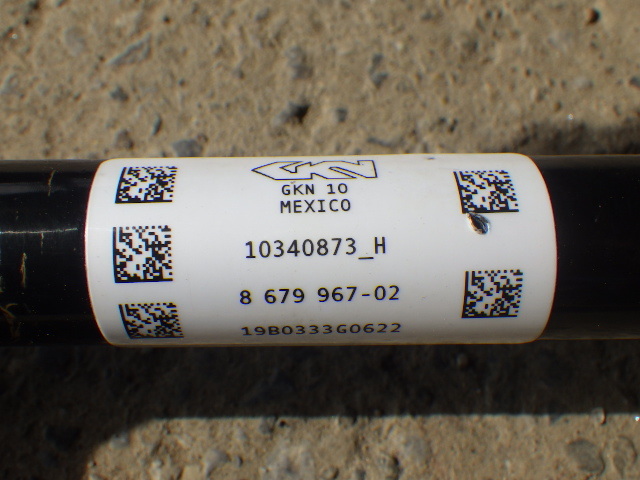 GKN
GKN 10
MEXICO
10340873_H
8 679 967-02
19B0333G0622